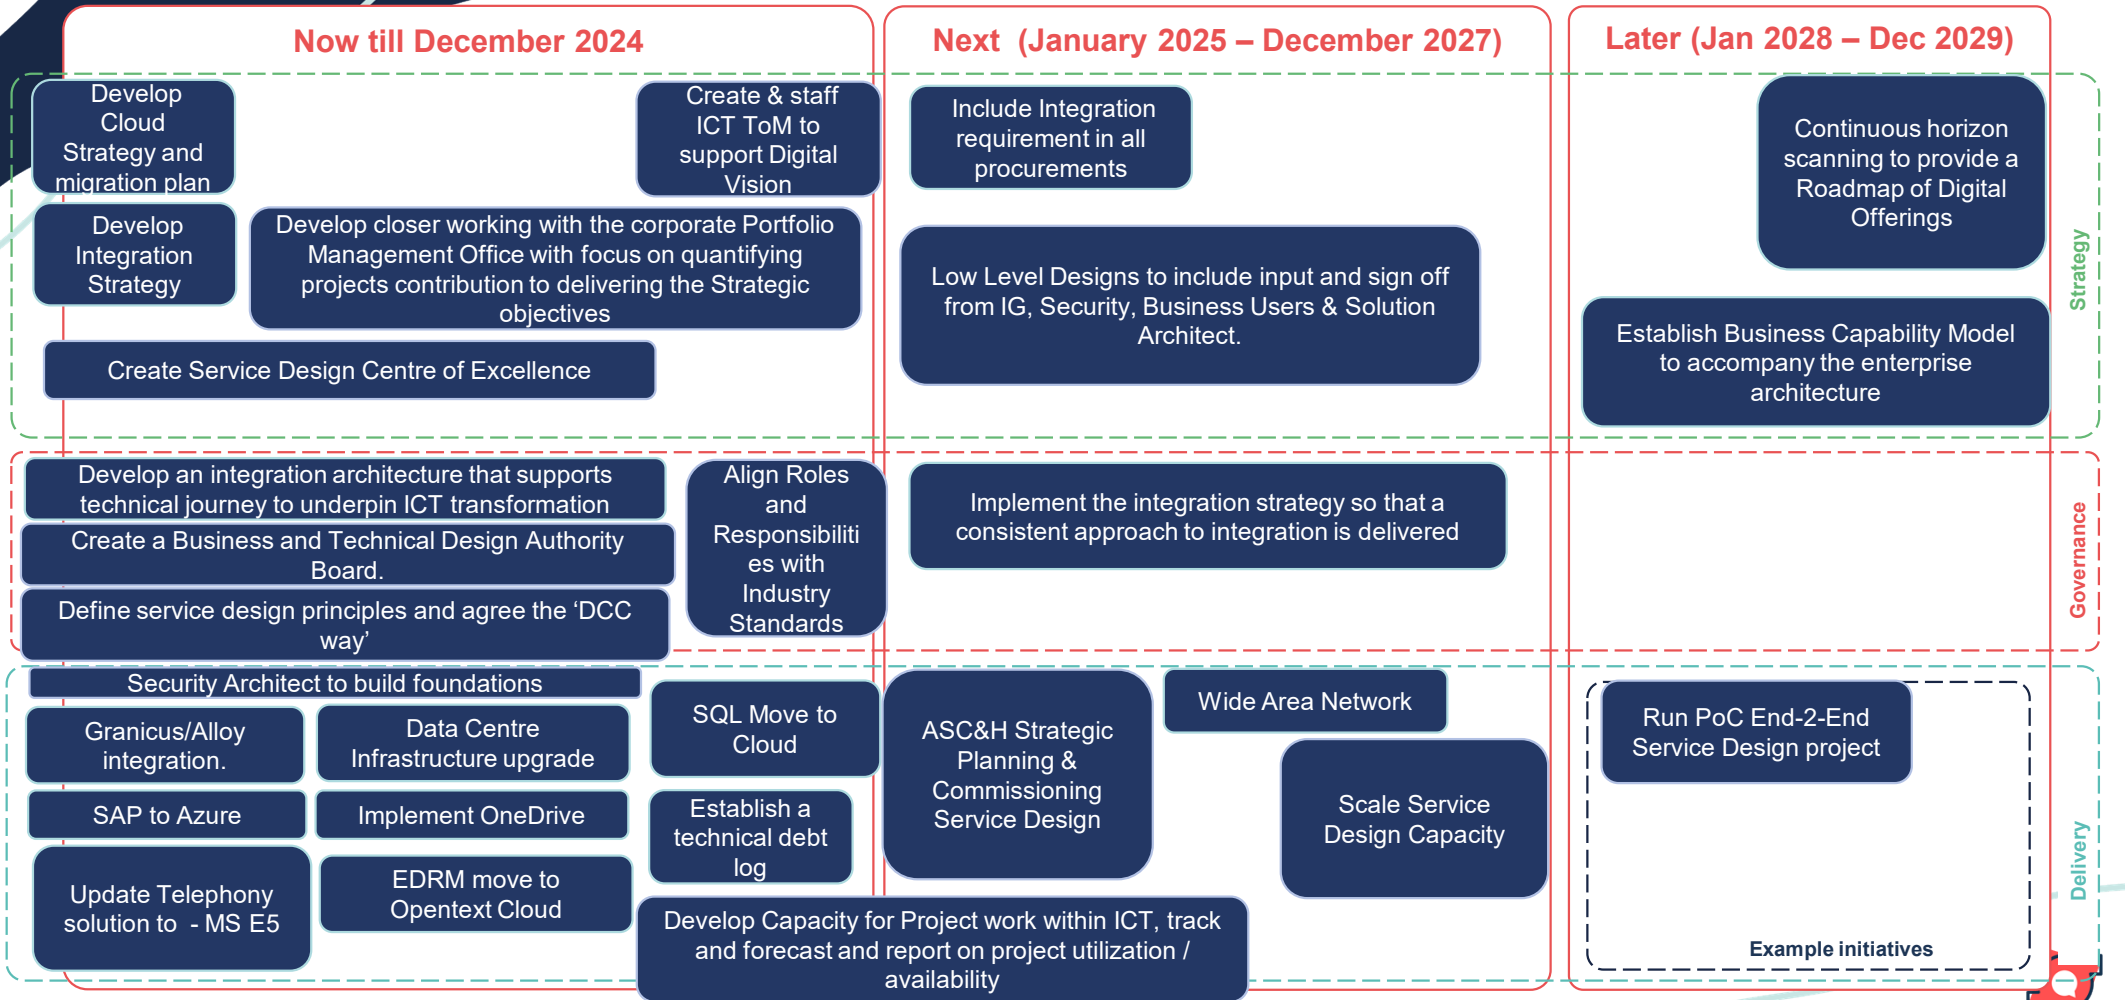 Now till December 2024
Next  (January 2025 – December 2027)
Later (Jan 2028 – Dec 2029)
Develop
Cloud
Strategy and
migration plan
Create & staff
ICT ToM to
support Digital
Vision
Include Integration
requirement in all
procurements
Continuous horizon
scanning to provide a
Roadmap of Digital
Offerings
Develop
Integration
Strategy
Develop closer working with the corporate Portfolio
Management Office with focus on quantifying
projects contribution to delivering the Strategic
objectives
Low Level Designs to include input and sign off
from IG, Security, Business Users & Solution
Architect.
Establish Business Capability Model
to accompany the enterprise
architecture
Create Service Design Centre of Excellence
Strategy
Develop an integration architecture that supports
technical journey to underpin ICT transformation
Create a Business and Technical Design Authority
Board.
Define service design principles and agree the ‘DCC
way’
Align Roles
and
Responsibiliti
es with
Industry
Standards
Implement the integration strategy so that a
consistent approach to integration is delivered
Governance
Security Architect to build foundations
Granicus/Alloy
integration.
Data Centre
Infrastructure upgrade
SQL Move to
Cloud
SAP to Azure
Implement OneDrive
Establish a
technical debt
log
Update Telephony
solution to  - MS E5
EDRM move to
Opentext Cloud
Develop Capacity for Project work within ICT, track
and forecast and report on project utilization /
availability
ASC&H Strategic
Planning &
Commissioning
Service Design
Wide Area Network
Scale Service
Design Capacity
Run PoC End-2-End
Service Design project
Example initiatives
Delivery